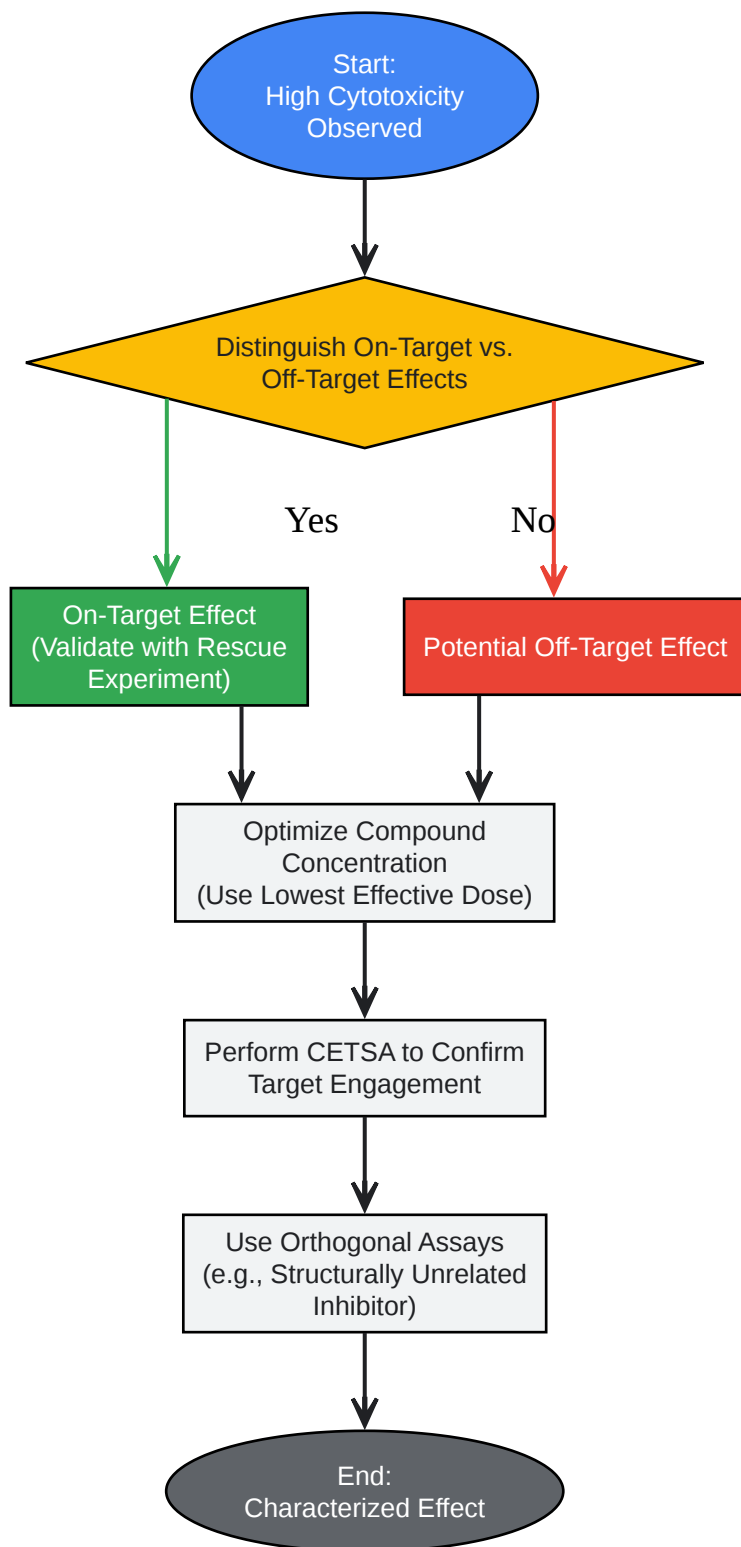 Start:
High Cytotoxicity
Observed
Distinguish On-Target vs.
Off-Target Effects
Yes
No
On-Target Effect
(Validate with Rescue
Experiment)
Potential Off-Target Effect
Optimize Compound
Concentration
(Use Lowest Effective Dose)
Perform CETSA to Confirm
Target Engagement
Use Orthogonal Assays
(e.g., Structurally Unrelated
Inhibitor)
End:
Characterized Effect